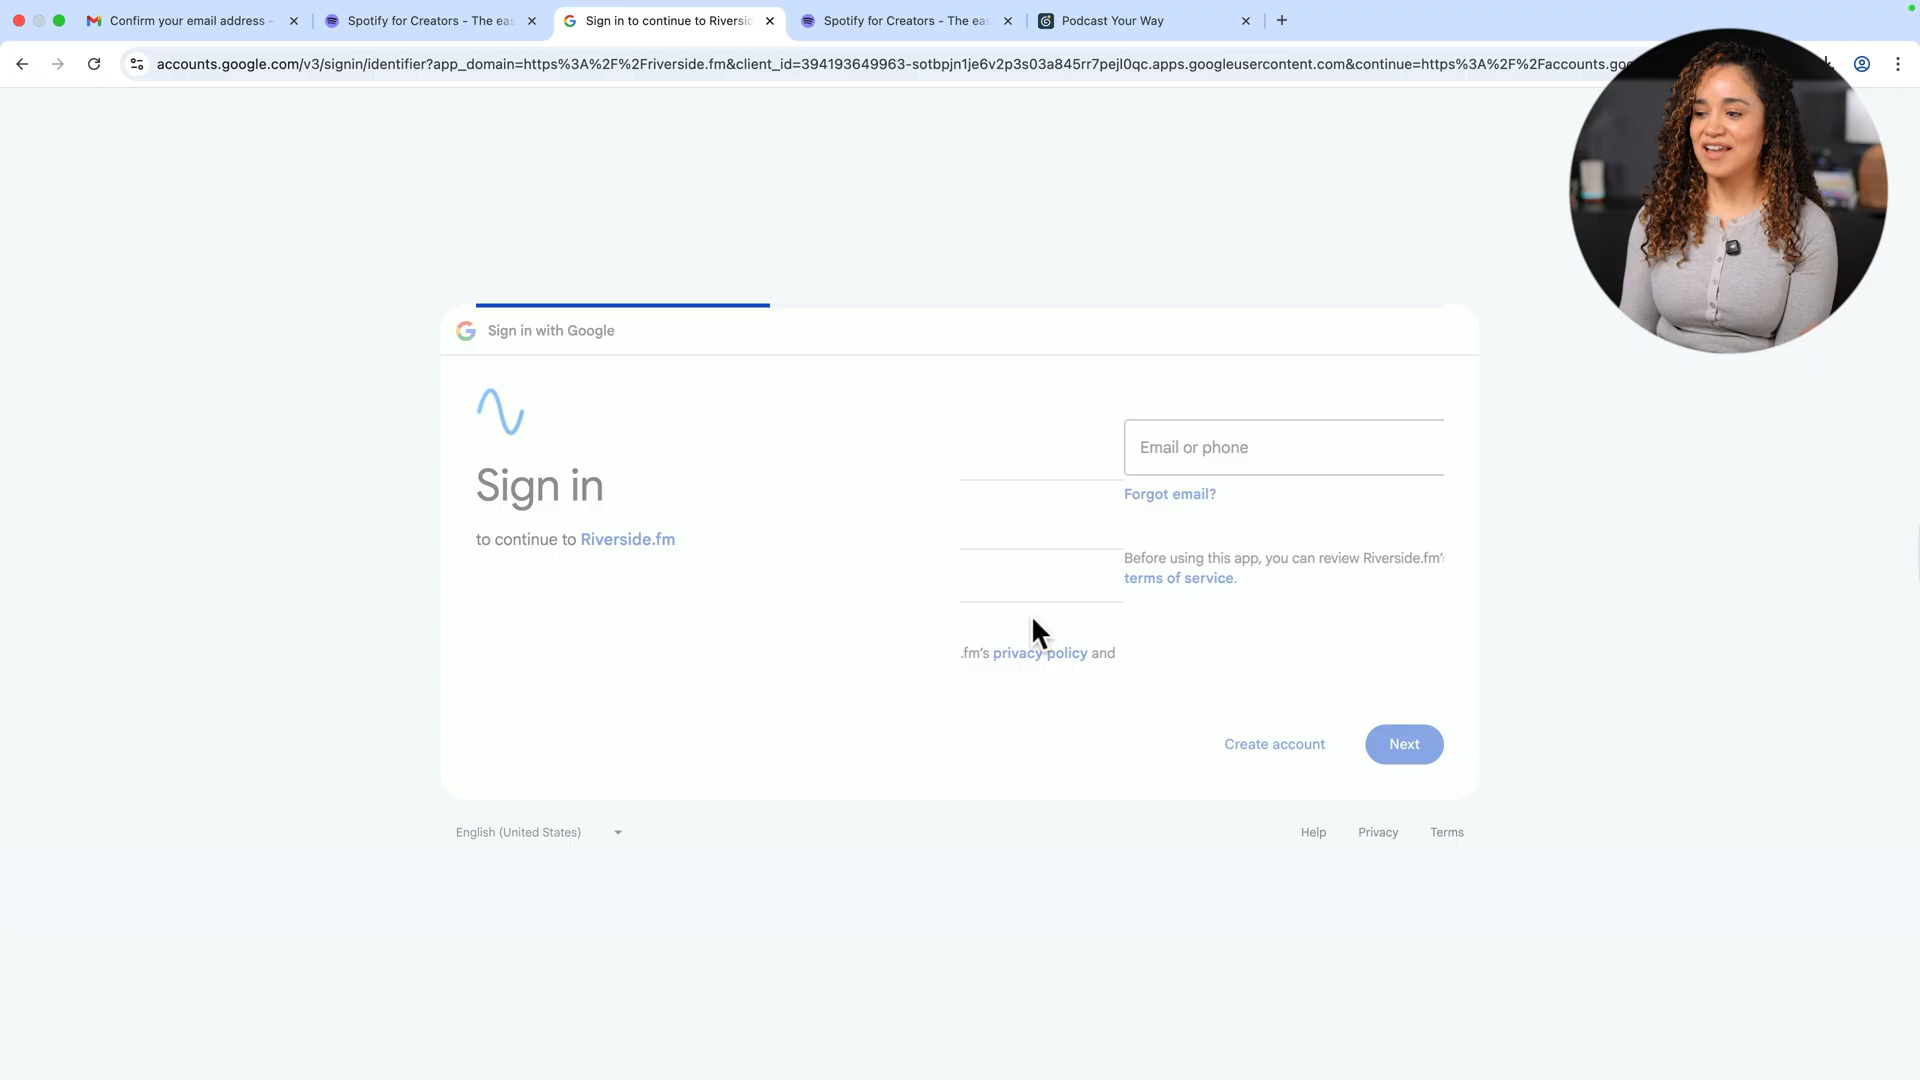 Confirm your email address -
Spotify for Creators - The eas
Sign in to continue to Riversid
Spotify for Creators - The eas
Podcast Your Way
accounts.google.com/v3/signin/identifier?app_domain=https%3A%2F%2Friverside.fm&client_id=394193649963-sotbpjn1je6v2p3s03a845rr7pejl0qc.apps.googleusercontent.com&continue=https%3A%2F%2Faccounts.goo
Sign in with Google
Sign in
to continue to Riverside.fm
Email or phone
Forgot email?
Before using this app, you can review Riverside.fm's
terms of service.
.fm's privacy policy and
Create account
Next
English (United States)
Help
Privacy
Terms